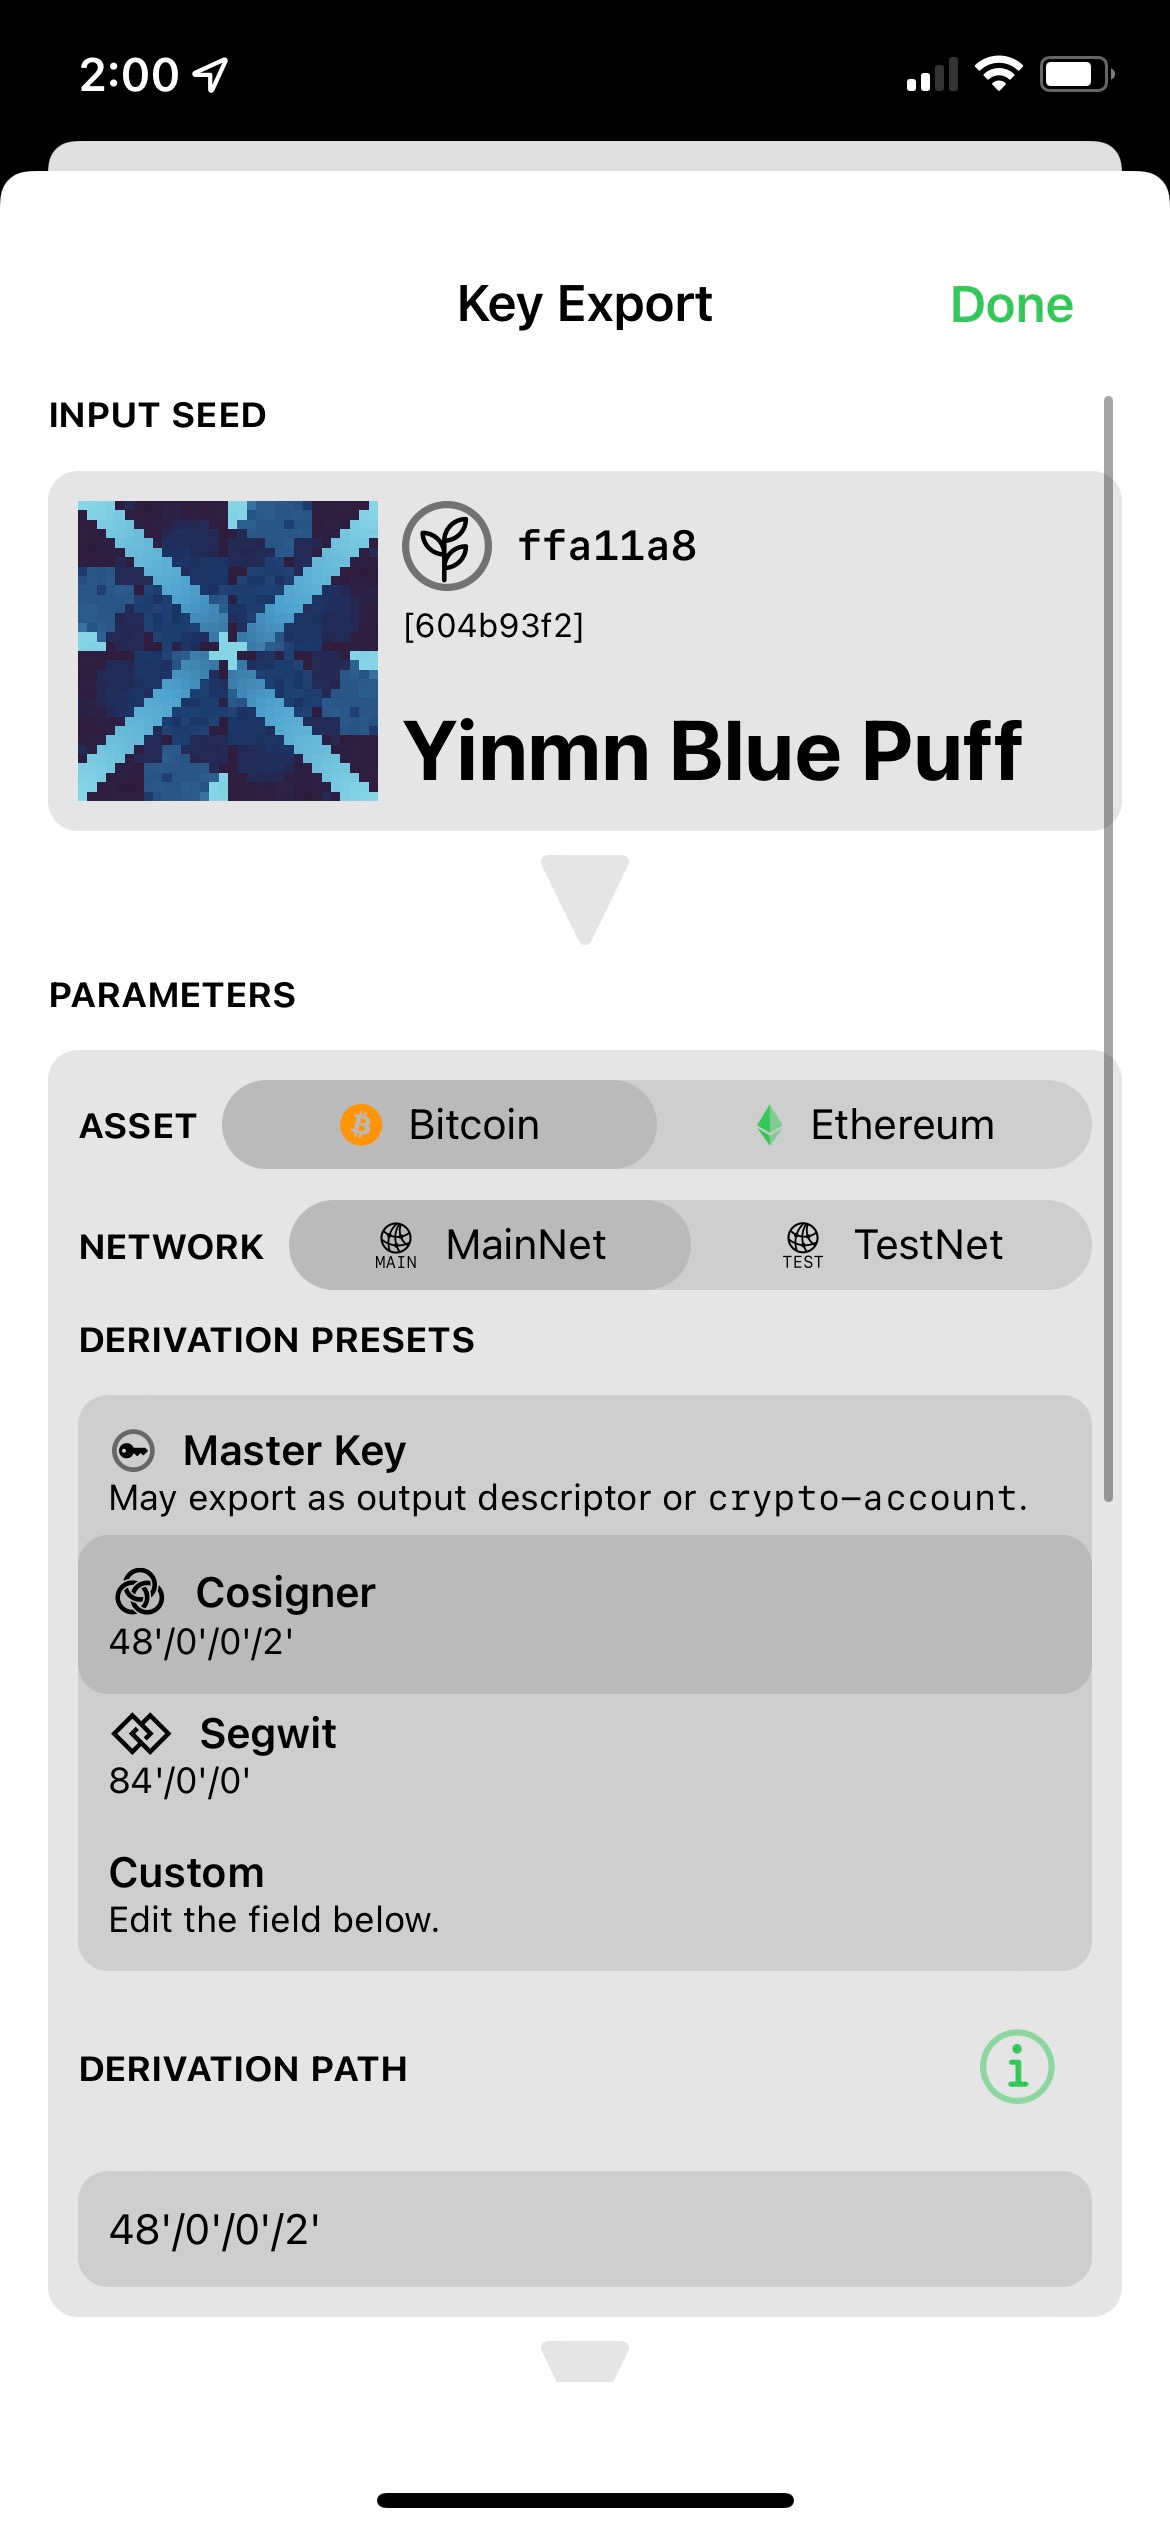 2:00
Key Export
Done
INPUT SEED
ffa11a8
[604b93f2]
Yinmn Blue Puff
PARAMETERS
ASSET
Bitcoin
Ethereum
NETWORK
MAIN
MainNet
TEST
TestNet
DERIVATION PRESETS
Master Key
May export as output descriptor or crypto-account.
Cosigner
48'/0'/0'/2'
Segwit
84'/0'/0'
Custom
Edit the field below.
DERIVATION PATH
48'/0'/0'/2'